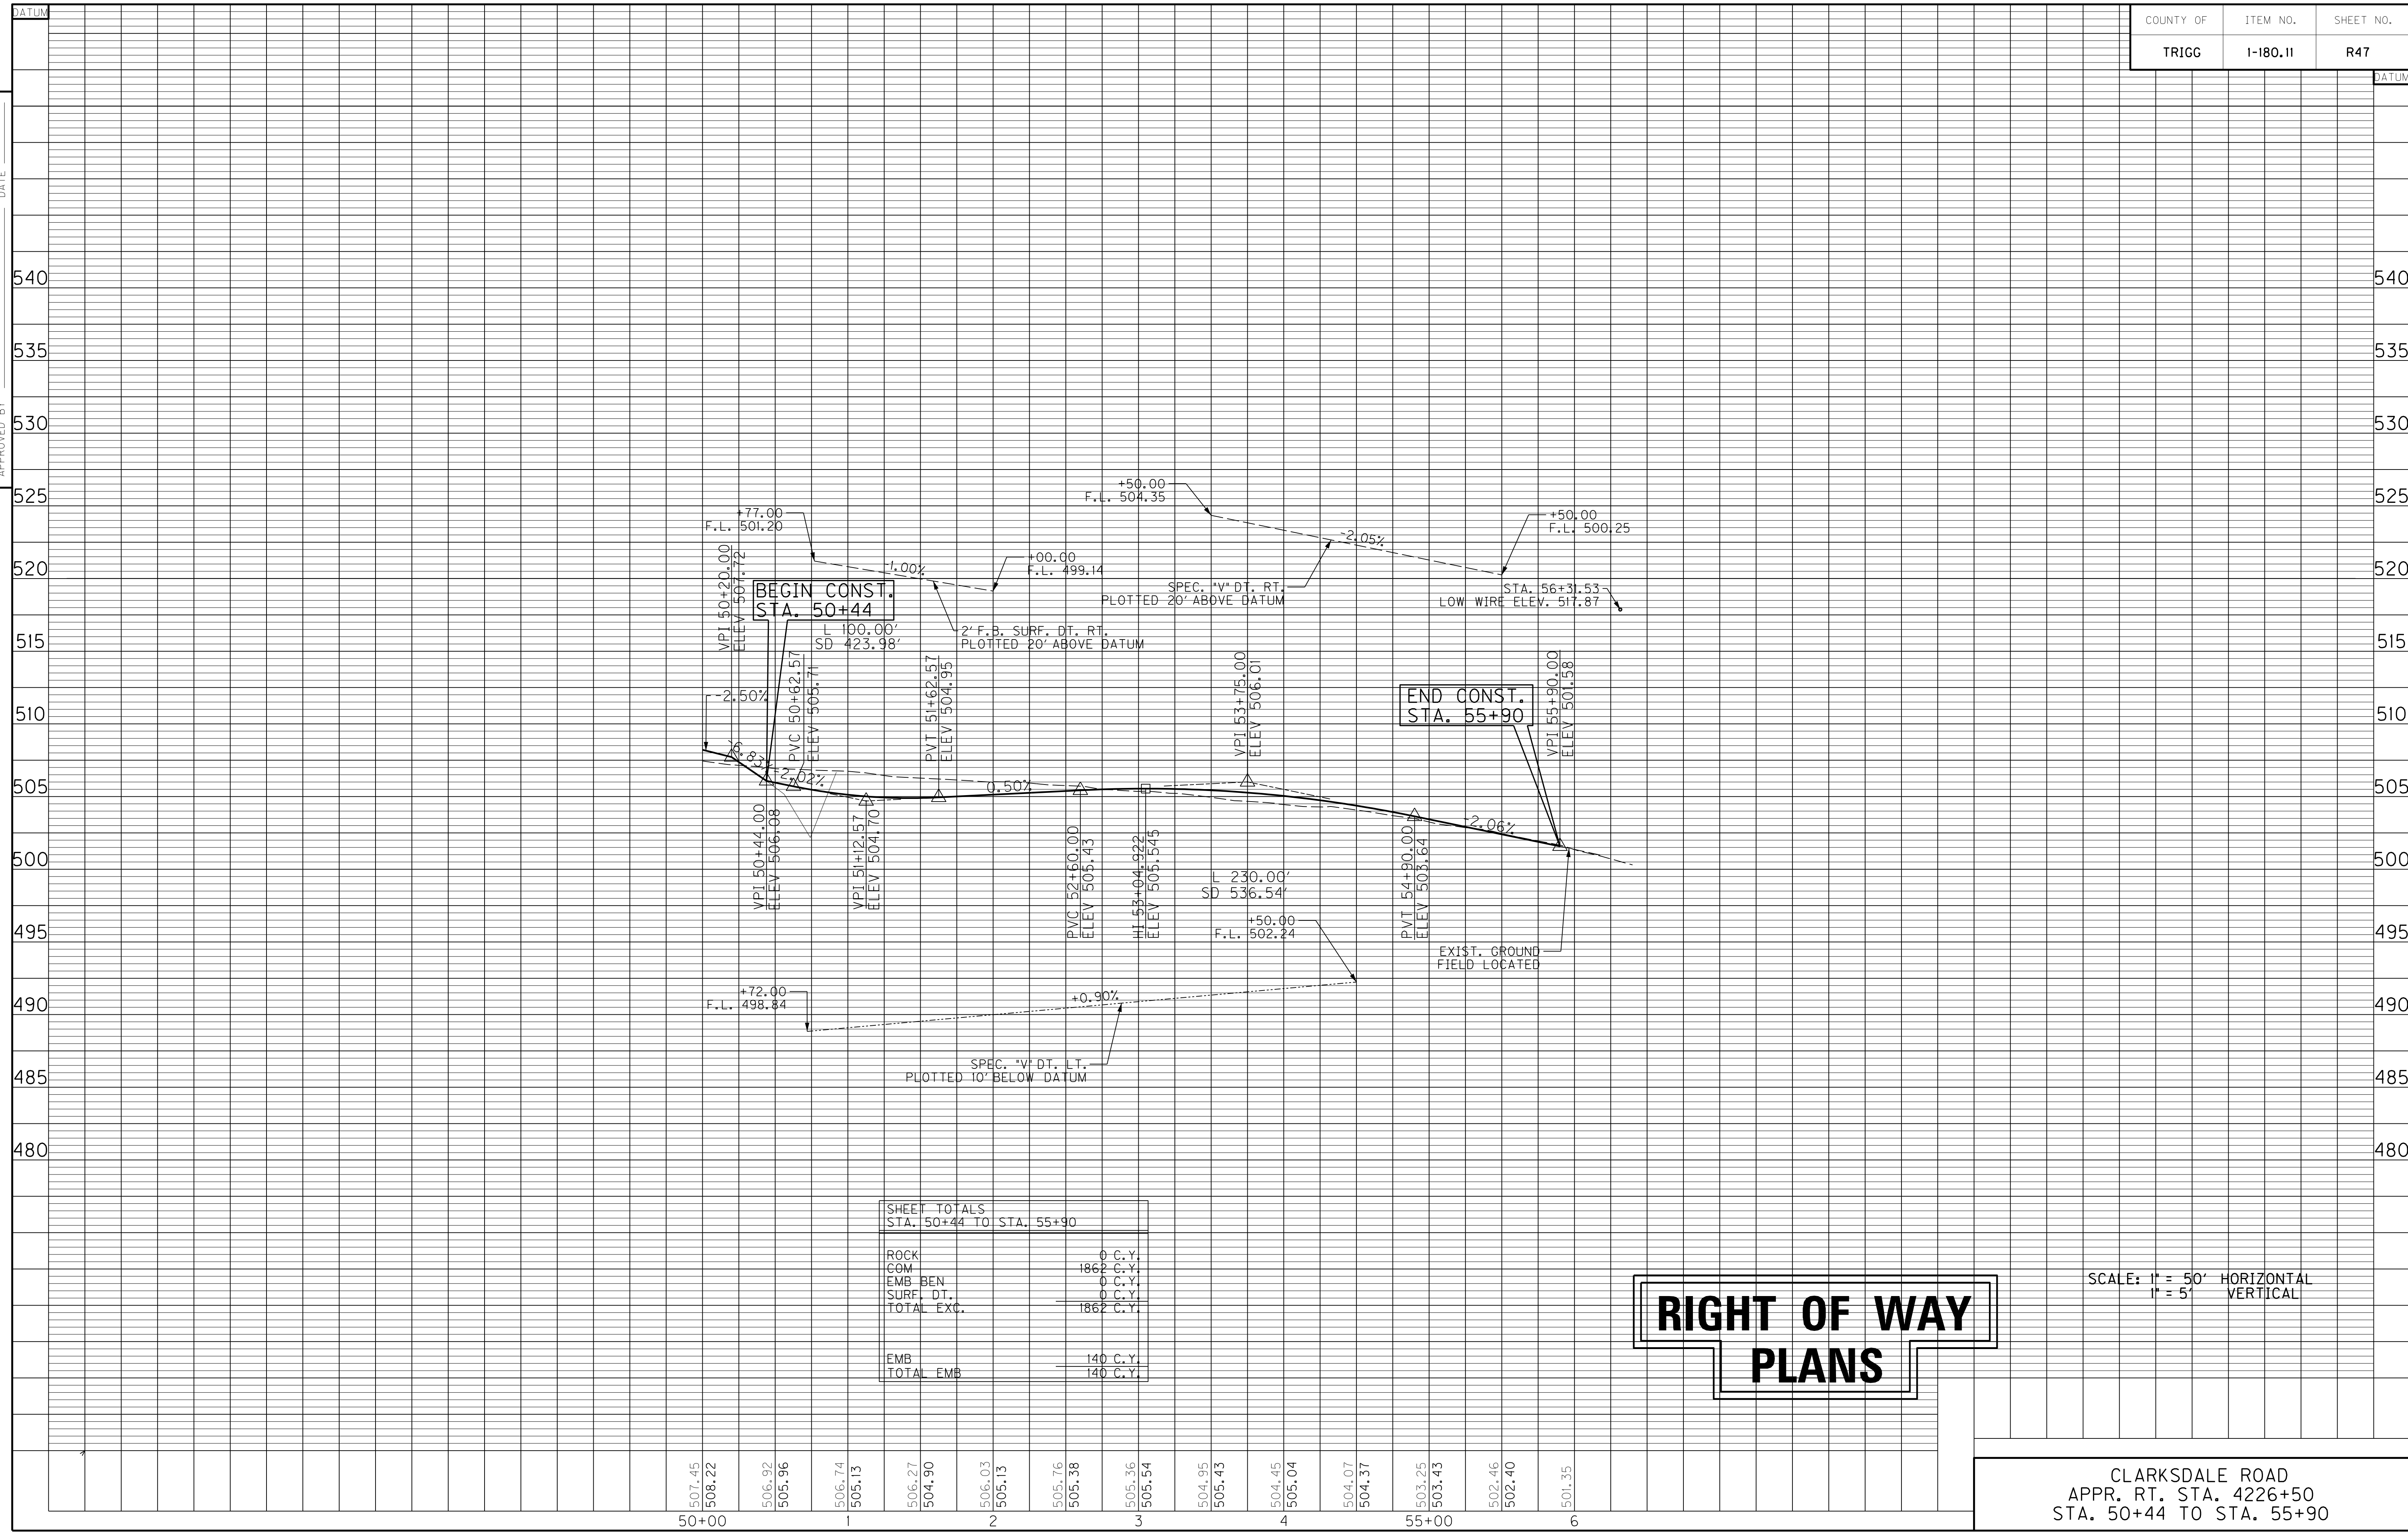 DATUM
COUNTY OF ITEM NO. SHEET NO.
TRIGG 1-180.11 R47
DATUM
DATE
APPROVED BY
540 540
535 535
530 530
525 525
520 520
515 515
510 510
505 505
500 500
495 495
490 490
485 485
480 480
+77.00
F.L. 501.20
-1.00%
+00.00
F.L. 499.14
2' F.B. SURF. DT. RT.
PLOTTED 20' ABOVE DATUM
+50.00
F.L. 504.35
-2.05%
+50.00
F.L. 500.25
SPEC. "V" DT. RT.
PLOTTED 20' ABOVE DATUM
STA. 56+31.53
LOW WIRE ELEV. 517.87
VPI 50+20.00
ELEV 507.72
BEGIN CONST.
STA. 50+44
L 100.00'
SD 423.98'
PVC 50+62.57
ELEV 505.71
PVT 51+62.57
ELEV 504.95
VPI 53+75.00
ELEV 506.01
END CONST.
STA. 55+90
VPI 55+90.00
ELEV 501.58
-2.50%
-6.83%
-2.02%
0.50%
-2.06%
VPI 50+44.00
ELEV 506.08
VPI 51+12.57
ELEV 504.70
PVC 52+60.00
ELEV 505.43
HI 53+04.922
ELEV 505.545
L 230.00'
SD 536.54'
PVT 54+90.00
ELEV 503.64
+50.00
F.L. 502.24
EXIST. GROUND
FIELD LOCATED
+72.00
F.L. 498.84
+0.90%
SPEC. "V" DT. LT.
PLOTTED 10' BELOW DATUM
SHEET TOTALS
STA. 50+44 TO STA. 55+90
ROCK 0 C.Y.
COM 1862 C.Y.
EMB BEN 0 C.Y.
SURF. DT. 0 C.Y.
TOTAL EXC. 1862 C.Y.
EMB 140 C.Y.
TOTAL EMB 140 C.Y.
RIGHT OF WAY
PLANS
SCALE: 1" = 50' HORIZONTAL
1" = 5' VERTICAL
507.45
508.22
506.92
505.96
506.74
505.13
506.27
504.90
506.03
505.13
505.76
505.38
505.36
505.54
504.95
505.43
504.45
505.04
504.07
504.37
503.25
503.43
502.46
502.40
501.35
50+00 1 2 3 4 55+00 6
CLARKSDALE ROAD
APPR. RT. STA. 4226+50
STA. 50+44 TO STA. 55+90